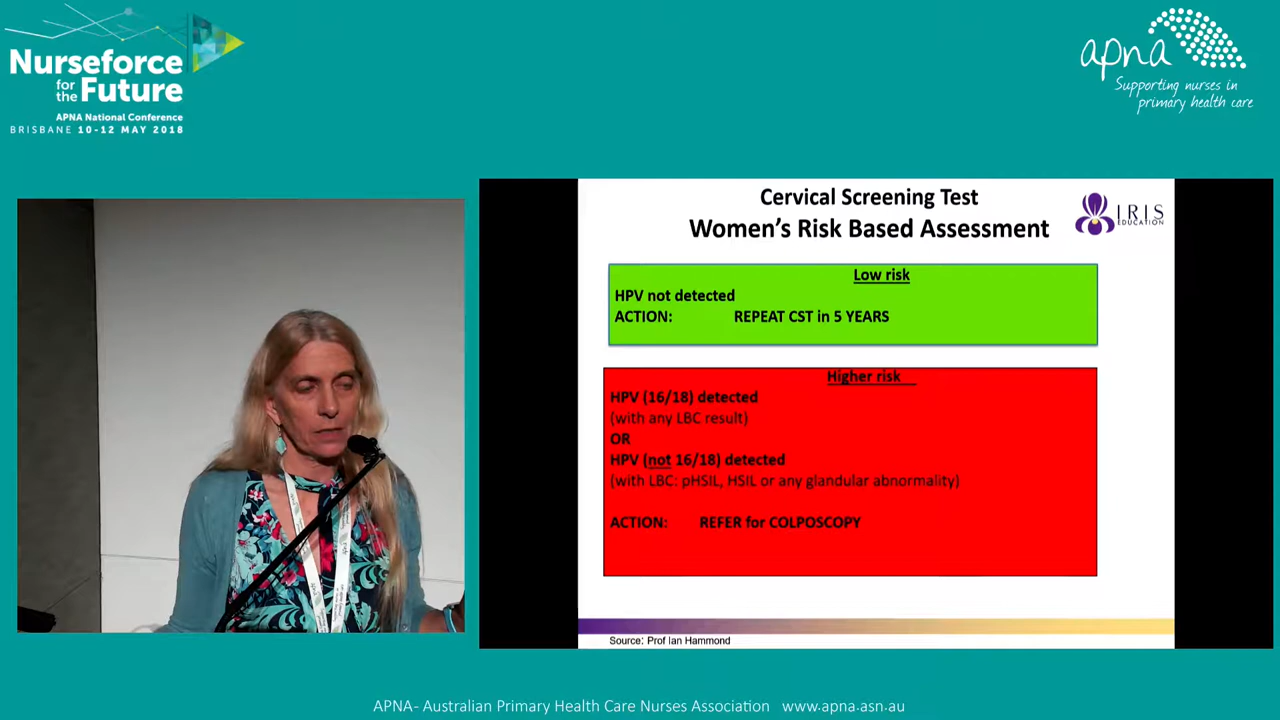 Nurseforce
for the Future
APNA National Conference
BRISBANE 10-12 MAY 2018
apna
Supporting nurses in
primary health care
Cervical Screening Test
Women's Risk Based Assessment
IRIS
EDUCATION
Low risk
HPV not detected
ACTION: REPEAT CST in 5 YEARS
Higher risk
HPV (16/18) detected
(with any LBC result)
OR
HPV (not 16/18) detected
(with LBC: pHSIL, HSIL or any glandular abnormality)
ACTION: REFER for COLPOSCOPY
Source: Prof Ian Hammond
APNA- Australian Primary Health Care Nurses Association www.apna.asn.au